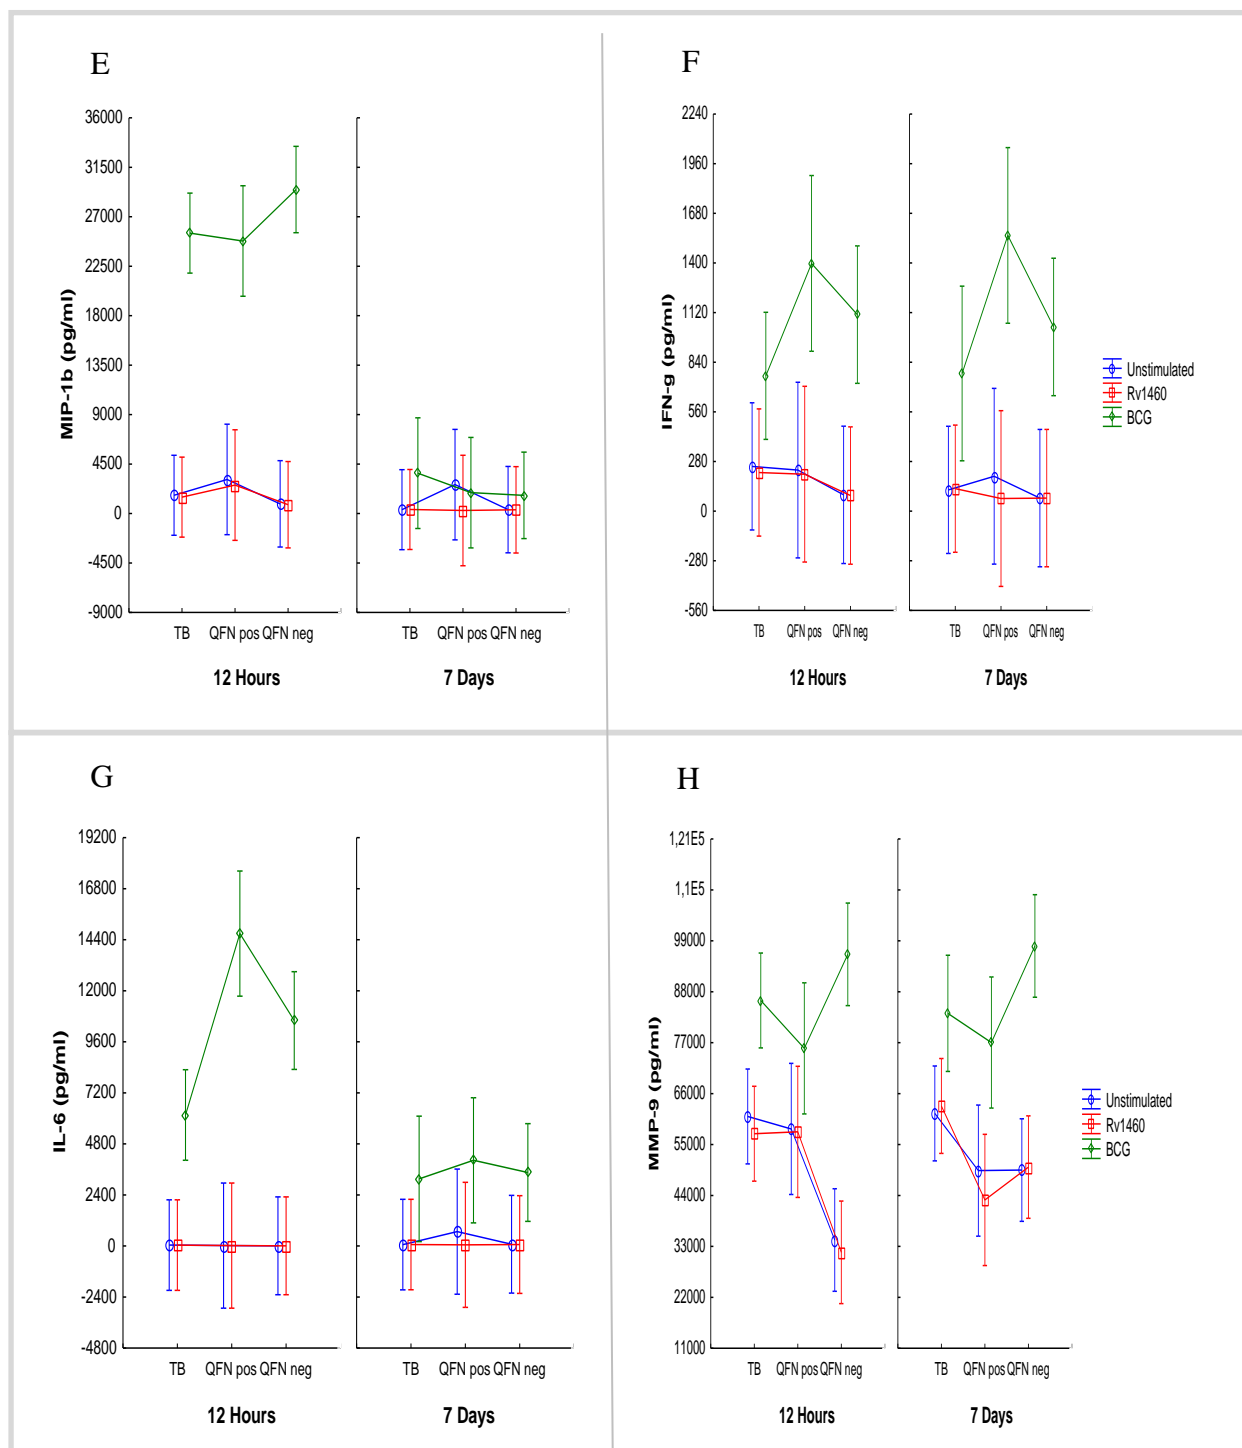 E
36000
31500
27000
22500
18000
13500
9000
4500
0
-4500
-9000
MIP-1b (pg/ml)
TB QFN pos QFN neg TB QFN pos QFN neg
12 Hours 7 Days
F
2240
1960
1680
1400
1120
840
560
280
0
-280
-560
IFN-g (pg/ml)
TB QFN pos QFN neg TB QFN pos QFN neg
12 Hours 7 Days
Unstimulated
Rv1460
BCG
G
19200
16800
14400
12000
9600
7200
4800
2400
0
-2400
-4800
IL-6 (pg/ml)
TB QFN pos QFN neg TB QFN pos QFN neg
12 Hours 7 Days
H
1,21E5
1,1E5
99000
88000
77000
66000
55000
44000
33000
22000
11000
MMP-9 (pg/ml)
TB QFN pos QFN neg TB QFN pos QFN neg
12 Hours 7 Days
Unstimulated
Rv1460
BCG